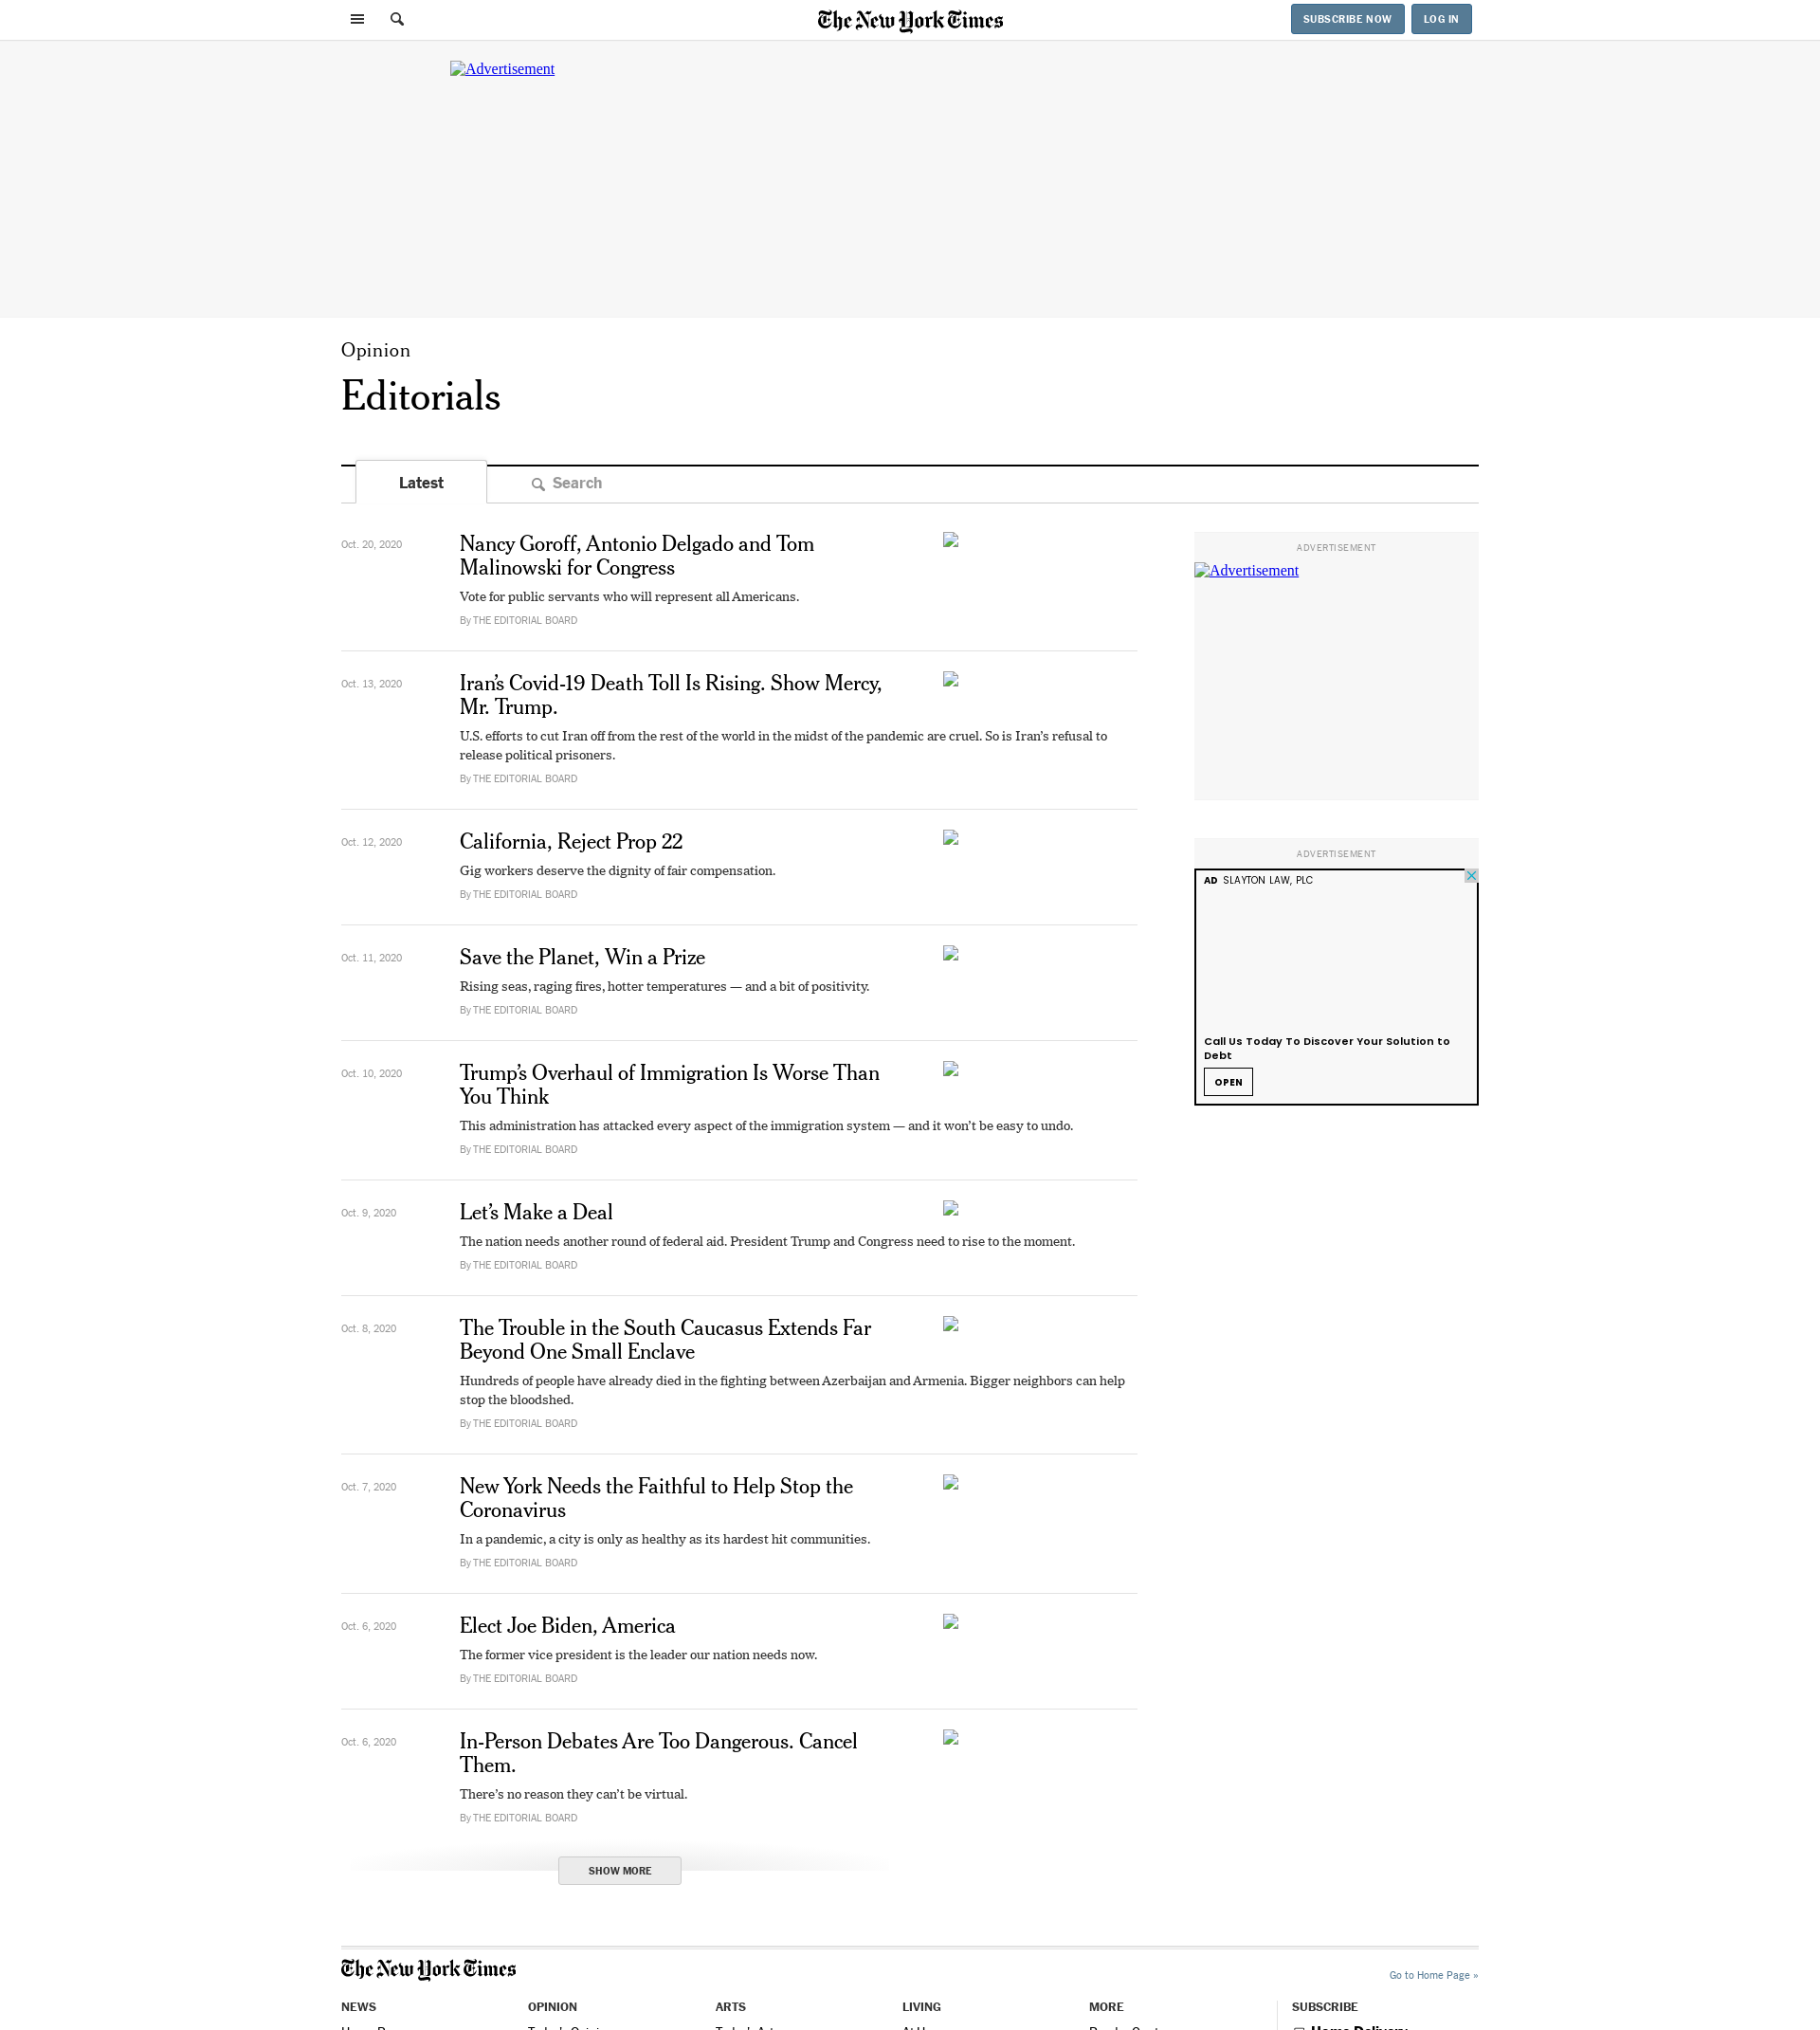 The New York Times
SUBSCRIBE NOW
LOG IN
Advertisement
Opinion
Editorials
Latest
Search
Oct. 20, 2020
Nancy Goroff, Antonio Delgado and Tom
Malinowski for Congress
Vote for public servants who will represent all Americans.
By THE EDITORIAL BOARD
Oct. 13, 2020
Iran’s Covid-19 Death Toll Is Rising. Show Mercy,
Mr. Trump.
U.S. efforts to cut Iran off from the rest of the world in the midst of the pandemic are cruel. So is Iran’s refusal to
release political prisoners.
By THE EDITORIAL BOARD
Oct. 12, 2020
California, Reject Prop 22
Gig workers deserve the dignity of fair compensation.
By THE EDITORIAL BOARD
Oct. 11, 2020
Save the Planet, Win a Prize
Rising seas, raging fires, hotter temperatures — and a bit of positivity.
By THE EDITORIAL BOARD
Oct. 10, 2020
Trump’s Overhaul of Immigration Is Worse Than
You Think
This administration has attacked every aspect of the immigration system — and it won’t be easy to undo.
By THE EDITORIAL BOARD
Oct. 9, 2020
Let’s Make a Deal
The nation needs another round of federal aid. President Trump and Congress need to rise to the moment.
By THE EDITORIAL BOARD
Oct. 8, 2020
The Trouble in the South Caucasus Extends Far
Beyond One Small Enclave
Hundreds of people have already died in the fighting between Azerbaijan and Armenia. Bigger neighbors can help
stop the bloodshed.
By THE EDITORIAL BOARD
Oct. 7, 2020
New York Needs the Faithful to Help Stop the
Coronavirus
In a pandemic, a city is only as healthy as its hardest hit communities.
By THE EDITORIAL BOARD
Oct. 6, 2020
Elect Joe Biden, America
The former vice president is the leader our nation needs now.
By THE EDITORIAL BOARD
Oct. 6, 2020
In-Person Debates Are Too Dangerous. Cancel
Them.
There’s no reason they can’t be virtual.
By THE EDITORIAL BOARD
SHOW MORE
ADVERTISEMENT
Advertisement
ADVERTISEMENT
AD SLAYTON LAW, PLC
Call Us Today To Discover Your Solution to
Debt
OPEN
The New York Times
Go to Home Page »
NEWS
OPINION
ARTS
LIVING
MORE
SUBSCRIBE